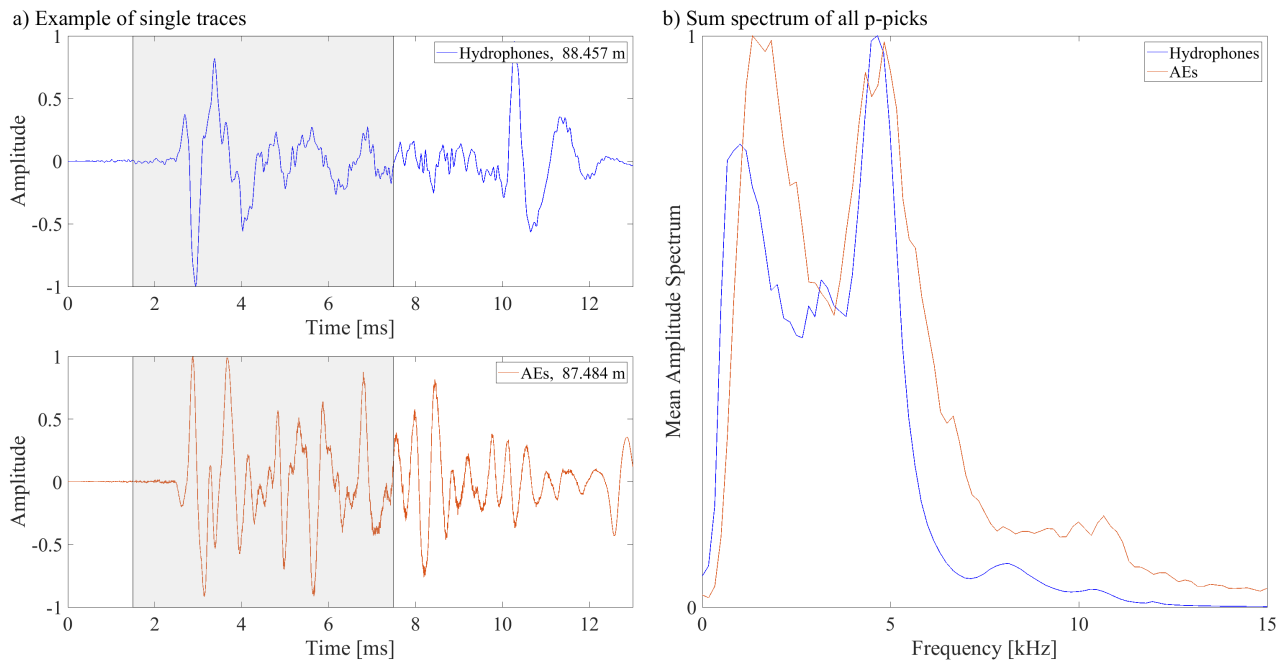 a) Example of single traces
1
0.5
0
-0.5
-1
Amplitude
Hydrophones,  88.457 m
0 2 4 6 8 10 12
Time [ms]
1
0.5
0
-0.5
-1
Amplitude
AEs,  87.484 m
0 2 4 6 8 10 12
Time [ms]
b) Sum spectrum of all p-picks
1
0
Mean Amplitude Spectrum
Hydrophones
AEs
0 5 10 15
Frequency [kHz]